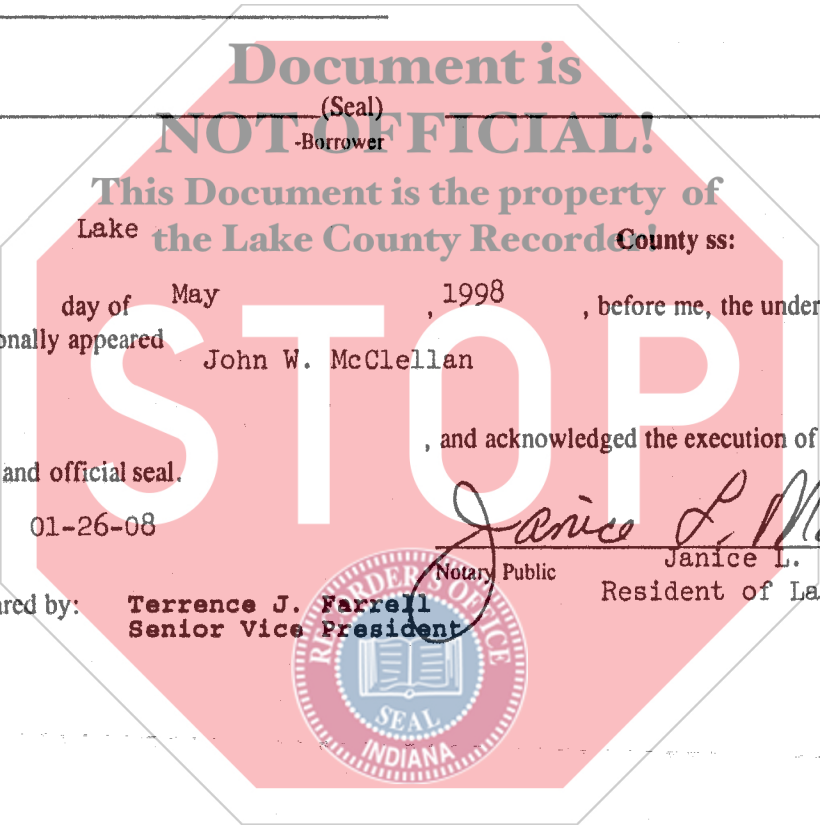 Document is
(Seal)
NOT OFFICIAL!
-Borrower
This Document is the property of
Lake the Lake County Recorder! County ss:
day of May , 1998 , before me, the under
onally appeared
John W. McClellan
STOP
, and acknowledged the execution of
and official seal.
01-26-08
Janice L.
Notary Public Janice L.
Resident of La
ared by: Terrence J. Farrell
Senior Vice President
RECORDER'S OFFICE
SEAL
INDIANA